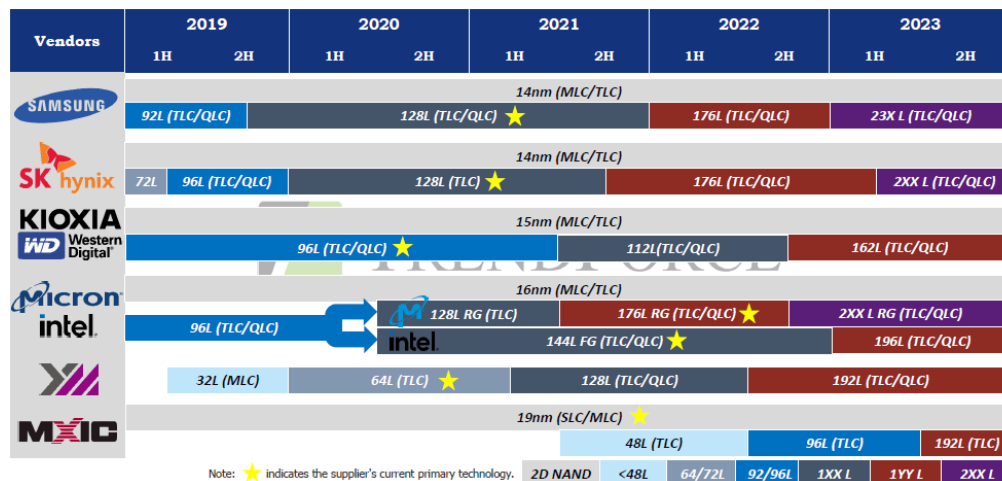 Vendors 2019 2020 2021 2022 2023
1H 2H 1H 2H 1H 2H 1H 2H 1H 2H
SAMSUNG
14nm (MLC/TLC)
92L (TLC/QLC) 128L (TLC/QLC) 176L (TLC/QLC) 23X L (TLC/QLC)
SK hynix
14nm (MLC/TLC)
72L 96L (TLC/QLC) 128L (TLC) 176L (TLC/QLC) 2XX L (TLC/QLC)
KIOXIA
WD Western Digital®
15nm (MLC/TLC)
96L (TLC/QLC) 112L(TLC/QLC) 162L (TLC/QLC)
TRENDFORCE
Micron
intel.
16nm (MLC/TLC)
96L (TLC/QLC)
128L RG (TLC) 176L RG (TLC/QLC) 2XX L RG (TLC/QLC)
intel. 144L FG (TLC/QLC) 196L (TLC/QLC)
32L (MLC) 64L (TLC) 128L (TLC/QLC) 192L (TLC/QLC)
MXIC
19nm (SLC/MLC)
48L (TLC) 96L (TLC) 192L (TLC)
Note: indicates the supplier's current primary technology. 2D NAND <48L 64/72L 92/96L 1XX L 1YY L 2XX L